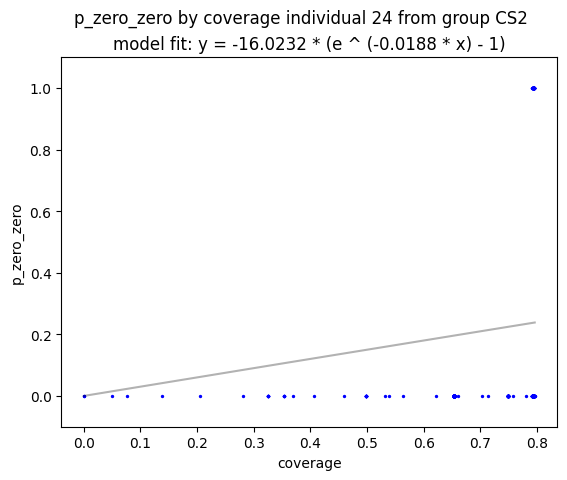 p_zero_zero by coverage individual 24 from group CS2
model fit: y = -16.0232 * (e ^ (-0.0188 * x) - 1)
1.0
0.8
0.6
0.4
0.2
0.0
p_zero_zero
0.0 0.1 0.2 0.3 0.4 0.5 0.6 0.7 0.8
coverage